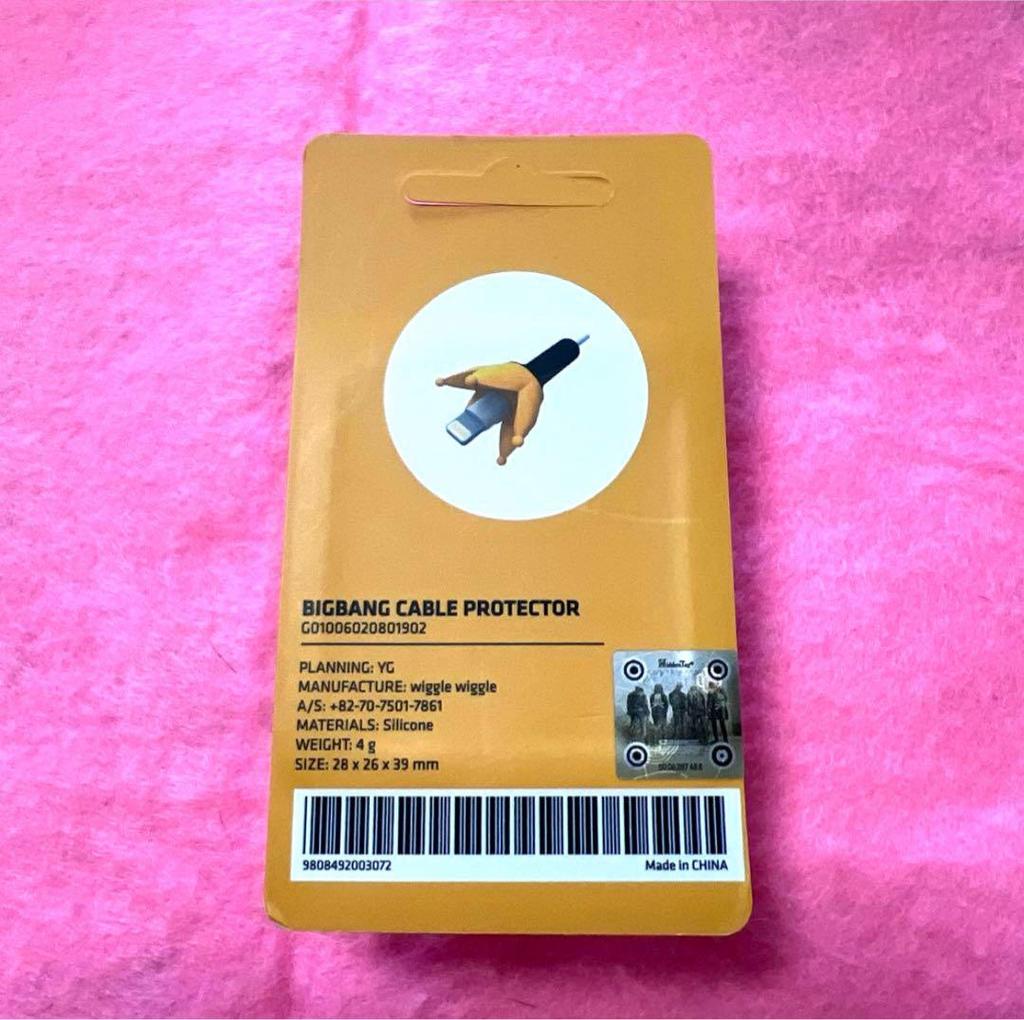 BIGBANG CABLE PROTECTOR
G01006020801902
PLANNING: YG
MANUFACTURE: wiggle wiggle
A/S: +82-70-7501-7861
MATERIALS: Silicone
WEIGHT: 4 g
SIZE: 28 x 26 x 39 mm
HiddenTag®
9808492003072 Made in CHINA